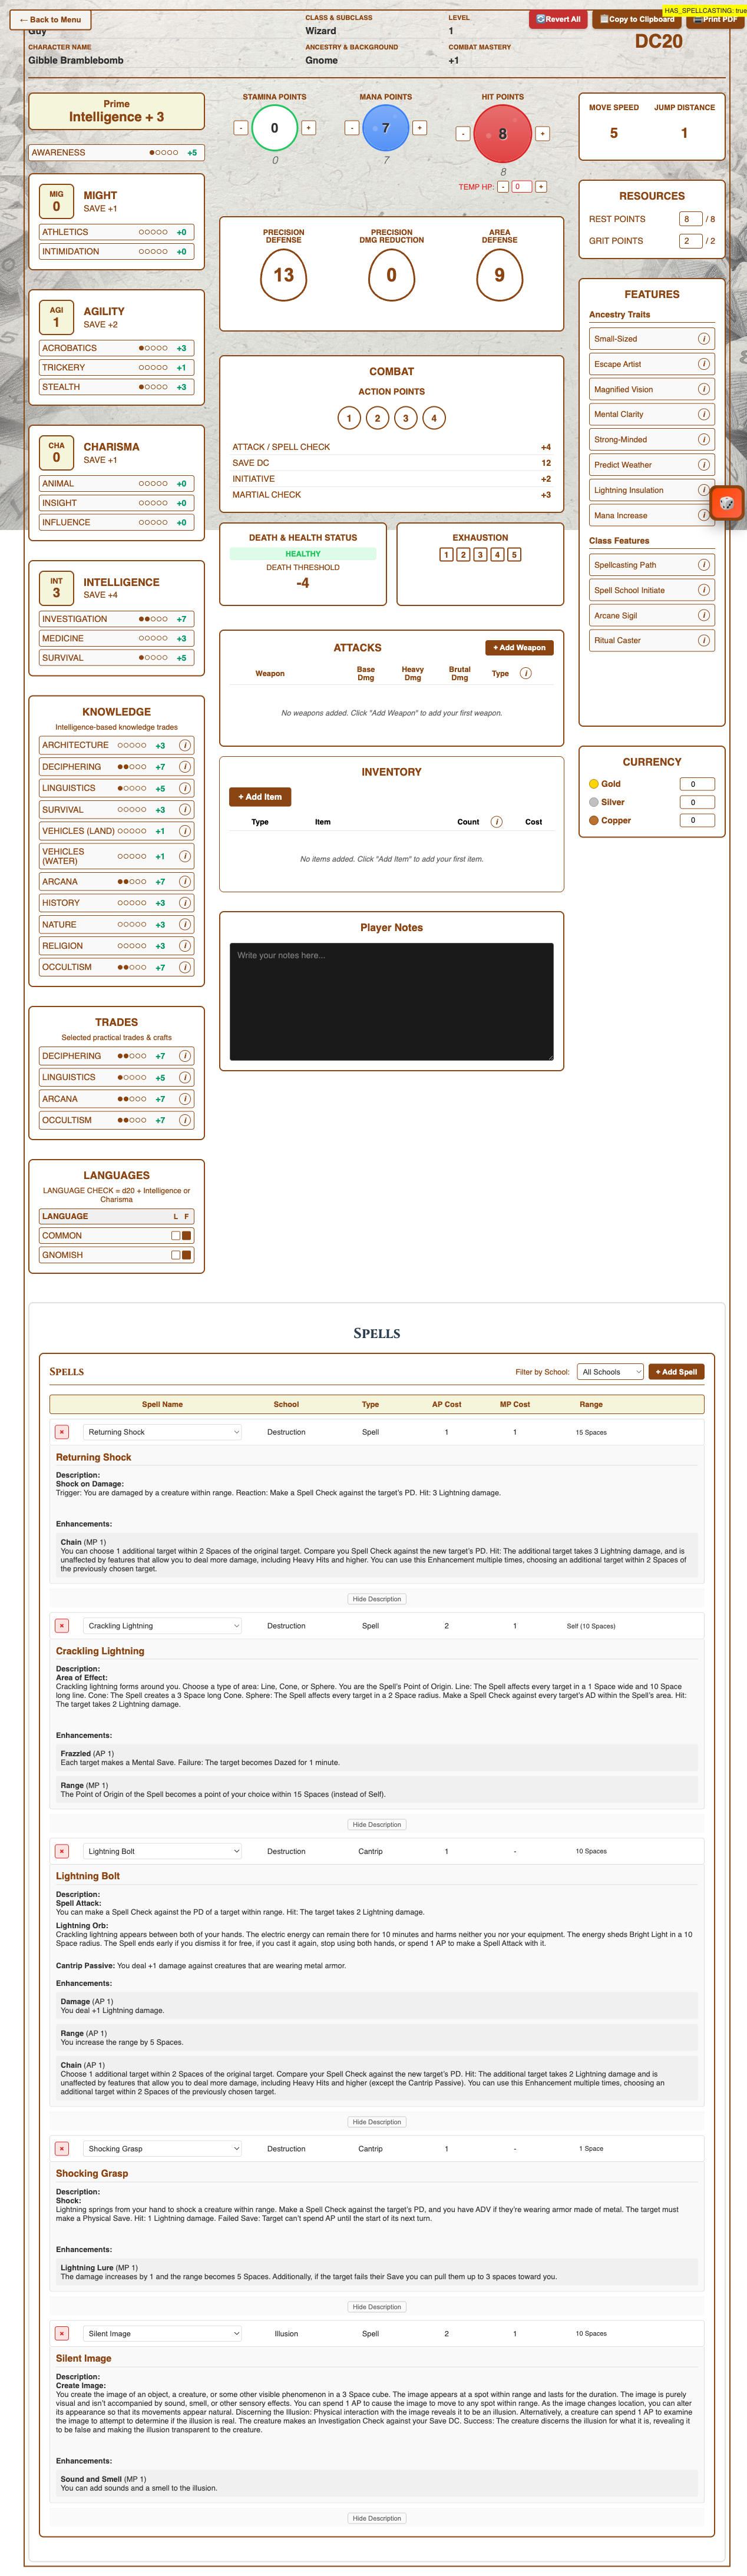 HAS_SPELLCASTING: true
← Back to Menu
Revert All
Copy to Clipboard
Print PDF
Guy
CLASS & SUBCLASS
Wizard
LEVEL
1
DC20
CHARACTER NAME
Gibble Bramblebomb
ANCESTRY & BACKGROUND
Gnome
COMBAT MASTERY
+1
Prime
Intelligence + 3
AWARENESS +5
MIG
0
MIGHT
SAVE +1
ATHLETICS +0
INTIMIDATION +0
AGI
1
AGILITY
SAVE +2
ACROBATICS +3
TRICKERY +1
STEALTH +3
CHA
0
CHARISMA
SAVE +1
ANIMAL +0
INSIGHT +0
INFLUENCE +0
INT
3
INTELLIGENCE
SAVE +4
INVESTIGATION +7
MEDICINE +3
SURVIVAL +5
KNOWLEDGE
Intelligence-based knowledge trades
ARCHITECTURE +3 i
DECIPHERING +7 i
LINGUISTICS +5 i
SURVIVAL +3 i
VEHICLES (LAND) +1 i
VEHICLES
(WATER) +1 i
ARCANA +7 i
HISTORY +3 i
NATURE +3 i
RELIGION +3 i
OCCULTISM +7 i
TRADES
Selected practical trades & crafts
DECIPHERING +7 i
LINGUISTICS +5 i
ARCANA +7 i
OCCULTISM +7 i
LANGUAGES
LANGUAGE CHECK = d20 + Intelligence or
Charisma
LANGUAGE L F
COMMON
GNOMISH
STAMINA POINTS
- 0 +
0
MANA POINTS
- 7 +
7
HIT POINTS
- 8 +
8
TEMP HP: - 0 +
PRECISION
DEFENSE
13
PRECISION
DMG REDUCTION
0
AREA
DEFENSE
9
COMBAT
ACTION POINTS
1 2 3 4
ATTACK / SPELL CHECK +4
SAVE DC 12
INITIATIVE +2
MARTIAL CHECK +3
DEATH & HEALTH STATUS
HEALTHY
DEATH THRESHOLD
-4
EXHAUSTION
1 2 3 4 5
ATTACKS
+ Add Weapon
Weapon Base Dmg Heavy Dmg Brutal Dmg Type i
No weapons added. Click "Add Weapon" to add your first weapon.
INVENTORY
+ Add Item
Type Item Count i Cost
No items added. Click "Add Item" to add your first item.
Player Notes
Write your notes here...
MOVE SPEED
5
JUMP DISTANCE
1
RESOURCES
REST POINTS 8 / 8
GRIT POINTS 2 / 2
FEATURES
Ancestry Traits
Small-Sized i
Escape Artist i
Magnified Vision i
Mental Clarity i
Strong-Minded i
Predict Weather i
Lightning Insulation i
Mana Increase i
Class Features
Spellcasting Path i
Spell School Initiate i
Arcane Sigil i
Ritual Caster i
CURRENCY
Gold 0
Silver 0
Copper 0
SPELLS
SPELLS
Filter by School: All Schools + Add Spell
Spell Name School Type AP Cost MP Cost Range
× Returning Shock Destruction Spell 1 1 15 Spaces
Returning Shock
Description:
Shock on Damage:
Trigger: You are damaged by a creature within range. Reaction: Make a Spell Check against the target's PD. Hit: 3 Lightning damage.
Enhancements:
Chain (MP 1)
You can choose 1 additional target within 2 Spaces of the original target. Compare you Spell Check against the new target's PD. Hit: The additional target takes 3 Lightning damage, and is
unaffected by features that allow you to deal more damage, including Heavy Hits and higher. You can use this Enhancement multiple times, choosing an additional target within 2 Spaces of
the previously chosen target.
Hide Description
× Crackling Lightning Destruction Spell 2 1 Self (10 Spaces)
Crackling Lightning
Description:
Area of Effect:
Crackling lightning forms around you. Choose a type of area: Line, Cone, or Sphere. You are the Spell's Point of Origin. Line: The Spell affects every target in a 1 Space wide and 10 Space
long line. Cone: The Spell creates a 3 Space long Cone. Sphere: The Spell affects every target in a 2 Space radius. Make a Spell Check against every target's AD within the Spell's area. Hit:
The target takes 2 Lightning damage.
Enhancements:
Frazzled (AP 1)
Each target makes a Mental Save. Failure: The target becomes Dazed for 1 minute.
Range (MP 1)
The Point of Origin of the Spell becomes a point of your choice within 15 Spaces (instead of Self).
Hide Description
× Lightning Bolt Destruction Cantrip 1 - 10 Spaces
Lightning Bolt
Description:
Spell Attack:
You can make a Spell Check against the PD of a target within range. Hit: The target takes 2 Lightning damage.
Lightning Orb:
Crackling lightning appears between both of your hands. The electric energy can remain there for 10 minutes and harms neither you nor your equipment. The energy sheds Bright Light in a 10
Space radius. The Spell ends early if you dismiss it for free, if you cast it again, stop using both hands, or spend 1 AP to make a Spell Attack with it.
Cantrip Passive: You deal +1 damage against creatures that are wearing metal armor.
Enhancements:
Damage (AP 1)
You deal +1 Lightning damage.
Range (AP 1)
You increase the range by 5 Spaces.
Chain (AP 1)
Choose 1 additional target within 2 Spaces of the original target. Compare your Spell Check against the new target's PD. Hit: The additional target takes 2 Lightning damage and is
unaffected by features that allow you to deal more damage, including Heavy Hits and higher (except the Cantrip Passive). You can use this Enhancement multiple times, choosing an
additional target within 2 Spaces of the previously chosen target.
Hide Description
× Shocking Grasp Destruction Cantrip 1 - 1 Space
Shocking Grasp
Description:
Shock:
Lightning springs from your hand to shock a creature within range. Make a Spell Check against the target's PD, and you have ADV if they're wearing armor made of metal. The target must
make a Physical Save. Hit: 1 Lightning damage. Failed Save: Target can't spend AP until the start of its next turn.
Enhancements:
Lightning Lure (MP 1)
The damage increases by 1 and the range becomes 5 Spaces. Additionally, if the target fails their Save you can pull them up to 3 spaces toward you.
Hide Description
× Silent Image Illusion Spell 2 1 10 Spaces
Silent Image
Description:
Create Image:
You create the image of an object, a creature, or some other visible phenomenon in a 3 Space cube. The image appears at a spot within range and lasts for the duration. The image is purely
visual and isn't accompanied by sound, smell, or other sensory effects. You can spend 1 AP to cause the image to move to any spot within range. As the image changes location, you can alter
its appearance so that its movements appear natural. Discerning the Illusion: Physical interaction with the image reveals it to be an illusion. Alternatively, a creature can spend 1 AP to examine
the image to attempt to determine if the illusion is real. The creature makes an Investigation Check against your Save DC. Success: The creature discerns the illusion for what it is, revealing it
to be false and making the illusion transparent to the creature.
Enhancements:
Sound and Smell (MP 1)
You can add sounds and a smell to the illusion.
Hide Description